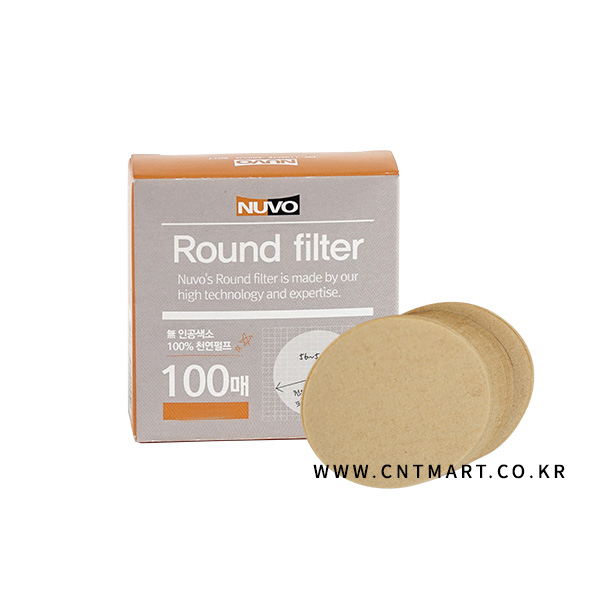 NUVO
NUVO
Round filter
Nuvo's Round filter is made by our
high technology and expertise.
無 인공색소
100% 천연펄프
100매
WWW.CNTMART.CO.KR